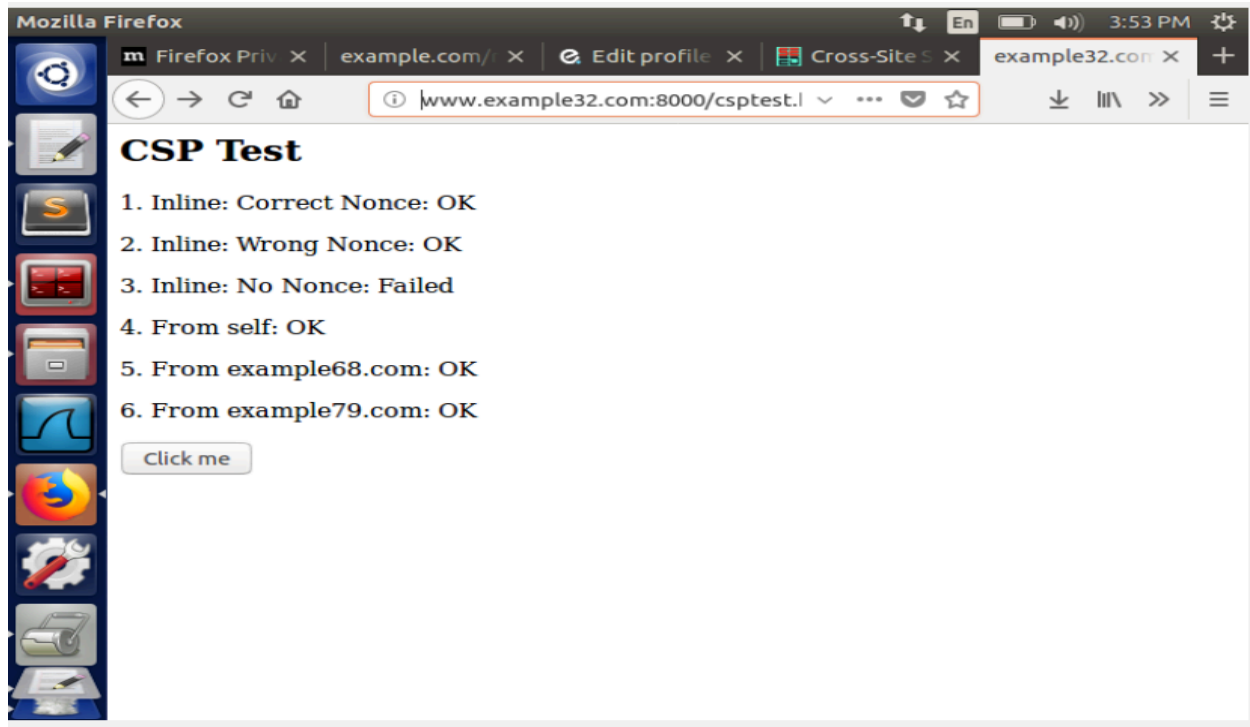 Mozilla Firefox
En
3:53 PM
m Firefox Priv
example.com/
Edit profile
Cross-Site S
example32.com
www.example32.com:8000/csptest.
CSP Test
1. Inline: Correct Nonce: OK
2. Inline: Wrong Nonce: OK
3. Inline: No Nonce: Failed
4. From self: OK
5. From example68.com: OK
6. From example79.com: OK
Click me